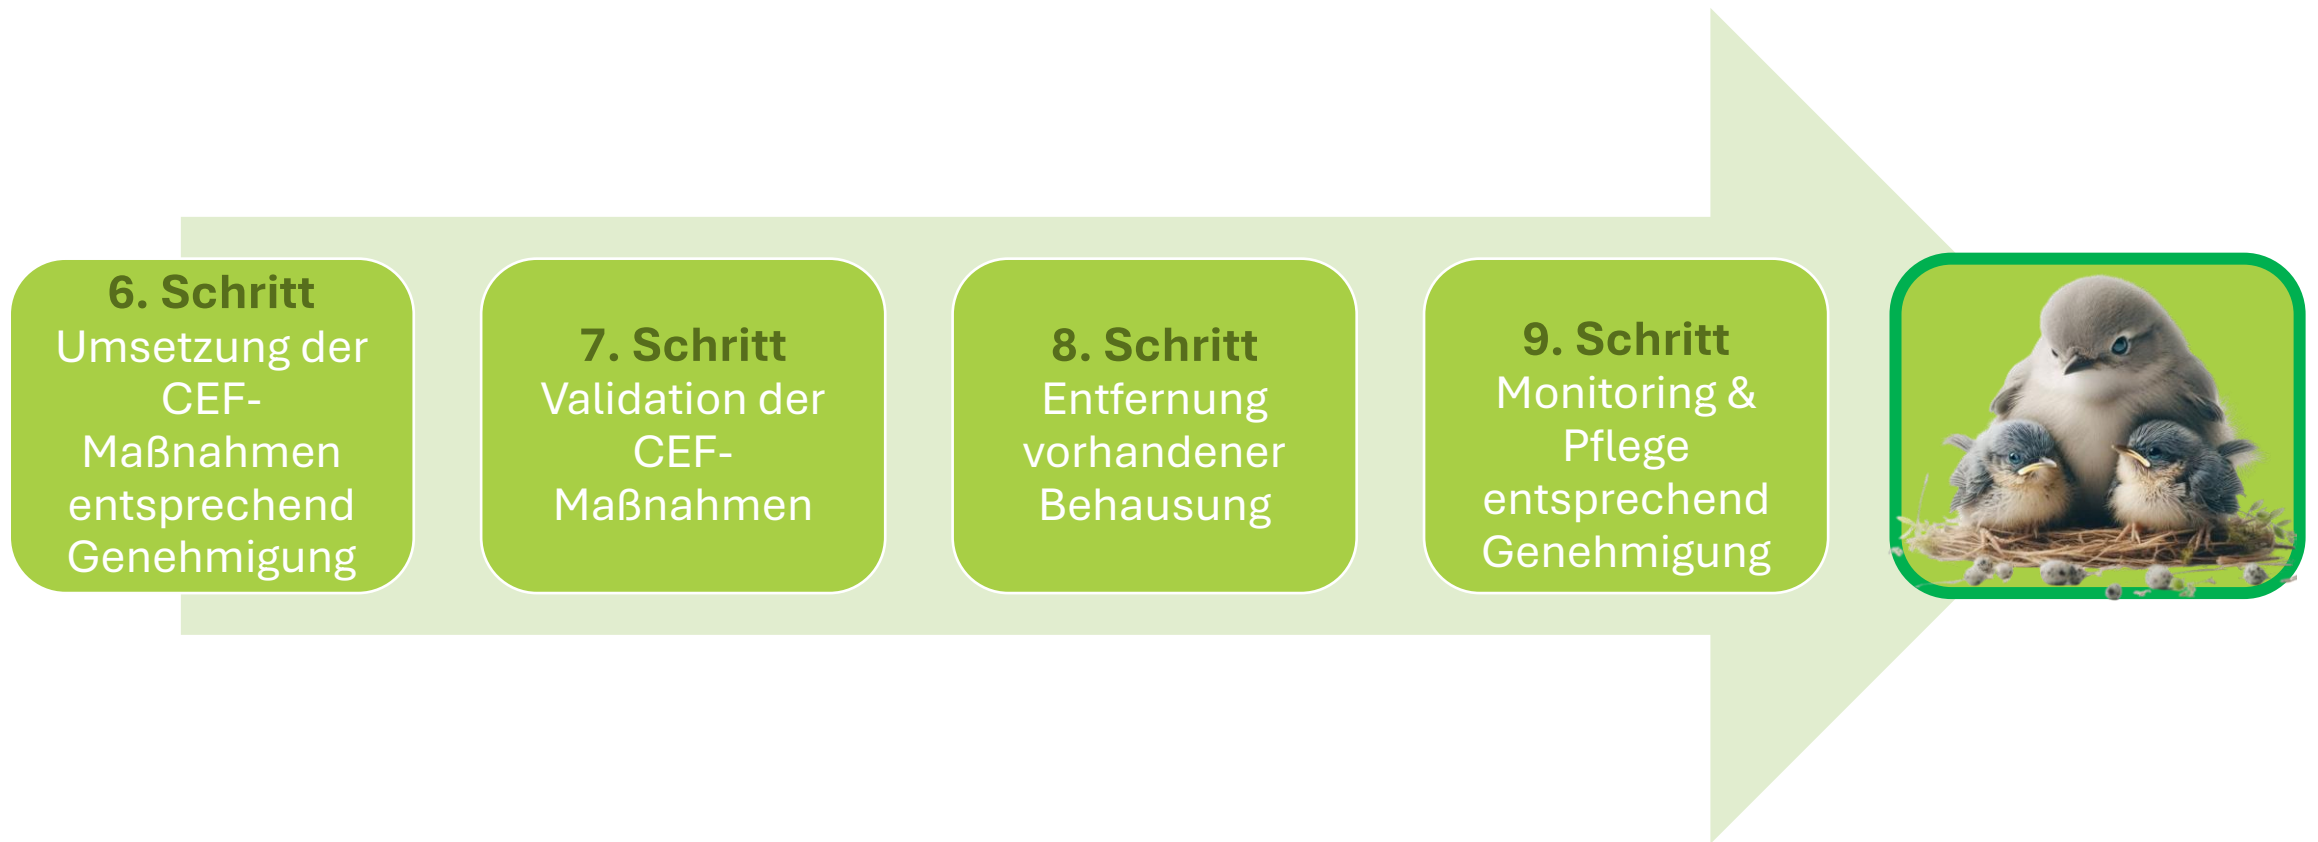 6. Schritt
Umsetzung der
CEF-
Maßnahmen
entsprechend
Genehmigung
7. Schritt
Validation der
CEF-
Maßnahmen
8. Schritt
Entfernung
vorhandener
Behausung
9. Schritt
Monitoring &
Pflege
entsprechend
Genehmigung